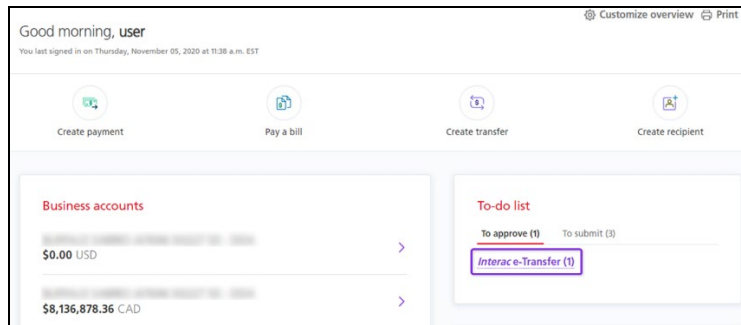 Customize overview Print
Good morning, user
You last signed in on Thursday, November 05, 2020 at 11:38 a.m. EST
Create payment Pay a bill Create transfer Create recipient
Business accounts
$0.00 USD
$8,136,878.36 CAD
To-do list
To approve (1) To submit (3)
Interac e-Transfer (1)